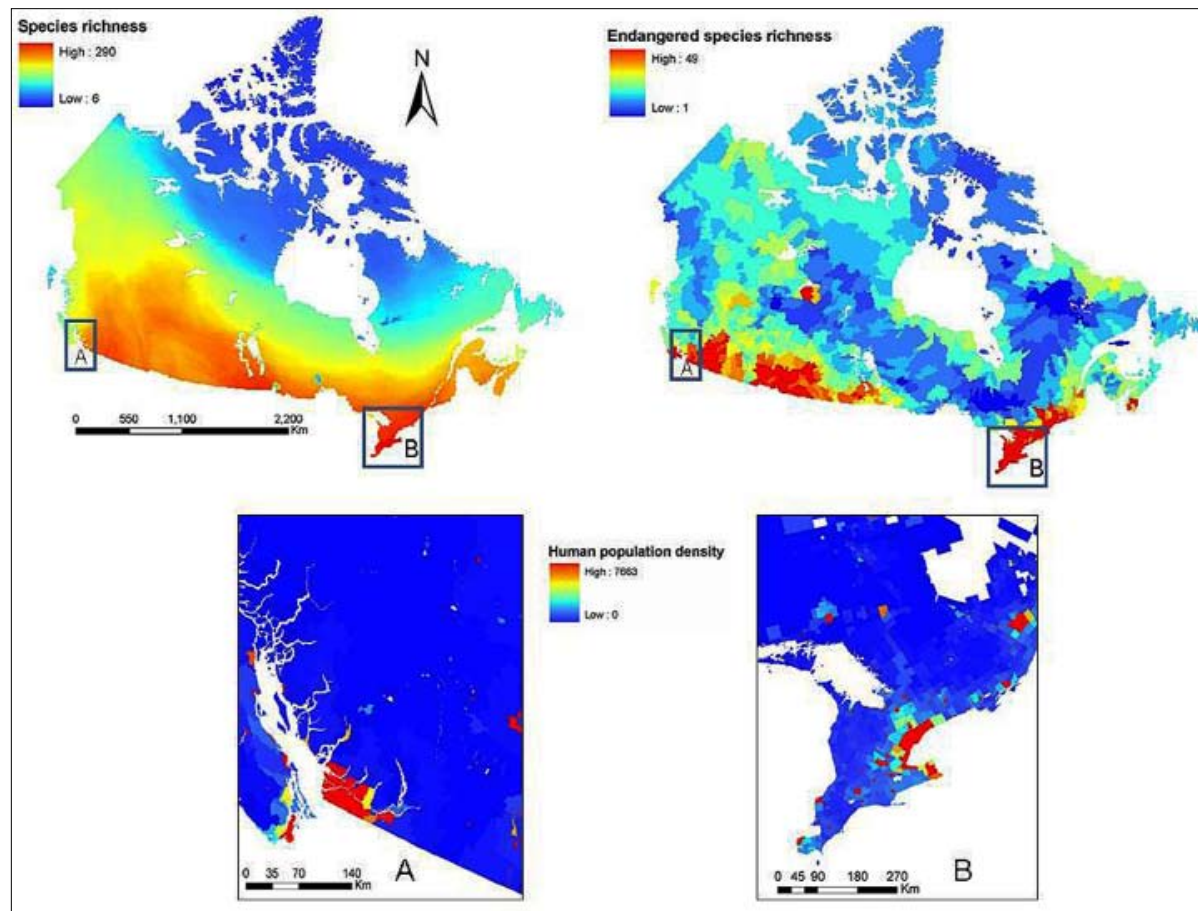 Species richness
High : 290
Low : 6
N
A
0 550 1,100 2,200
Km
B
Endangered species richness
High : 49
Low : 1
A
B
Human population density
High : 7663
Low : 0
0 35 70 140
Km
A
0 45 90 180 270
Km
B